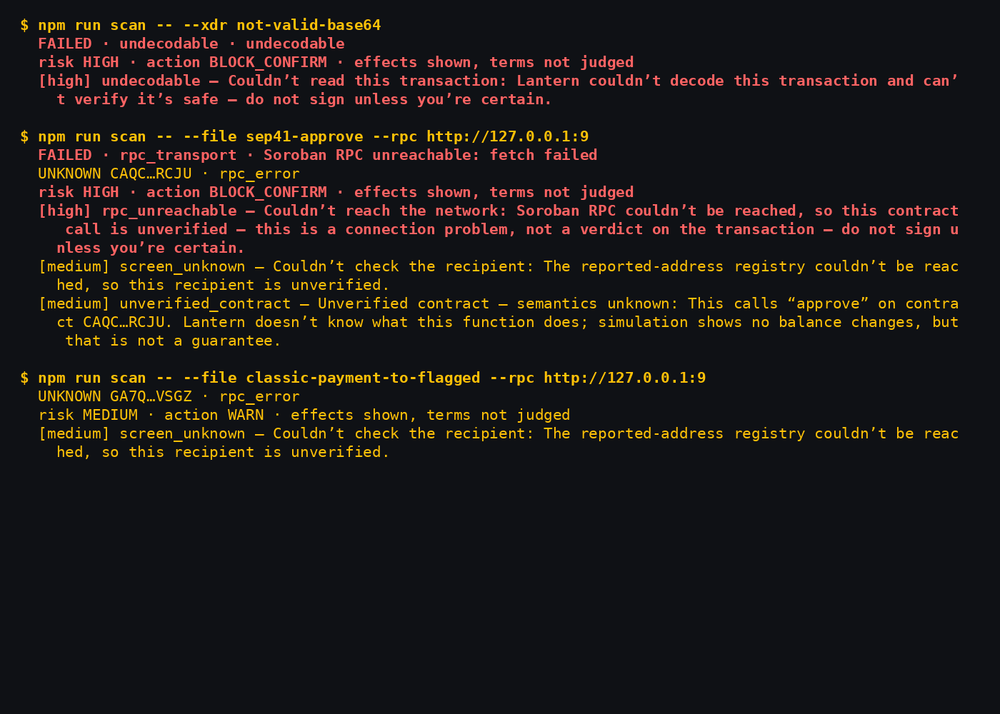 $ npm run scan -- --xdr not-valid-base64
FAILED · undecodable · undecodable
risk HIGH · action BLOCK_CONFIRM · effects shown, terms not judged
[high] undecodable — Couldn’t read this transaction: Lantern couldn’t decode this transaction and can’
t verify it’s safe — do not sign unless you’re certain.
$ npm run scan -- --file sep41-approve --rpc http://127.0.0.1:9
FAILED · rpc_transport · Soroban RPC unreachable: fetch failed
UNKNOWN CAQC…RCJU · rpc_error
risk HIGH · action BLOCK_CONFIRM · effects shown, terms not judged
[high] rpc_unreachable — Couldn’t reach the network: Soroban RPC couldn’t be reached, so this contract
call is unverified — this is a connection problem, not a verdict on the transaction — do not sign u
nless you’re certain.
[medium] screen_unknown — Couldn’t check the recipient: The reported-address registry couldn’t be reac
hed, so this recipient is unverified.
[medium] unverified_contract — Unverified contract — semantics unknown: This calls “approve” on contra
ct CAQC…RCJU. Lantern doesn’t know what this function does; simulation shows no balance changes, but
that is not a guarantee.
$ npm run scan -- --file classic-payment-to-flagged --rpc http://127.0.0.1:9
UNKNOWN GA7Q…VSGZ · rpc_error
risk MEDIUM · action WARN · effects shown, terms not judged
[medium] screen_unknown — Couldn’t check the recipient: The reported-address registry couldn’t be reac
hed, so this recipient is unverified.